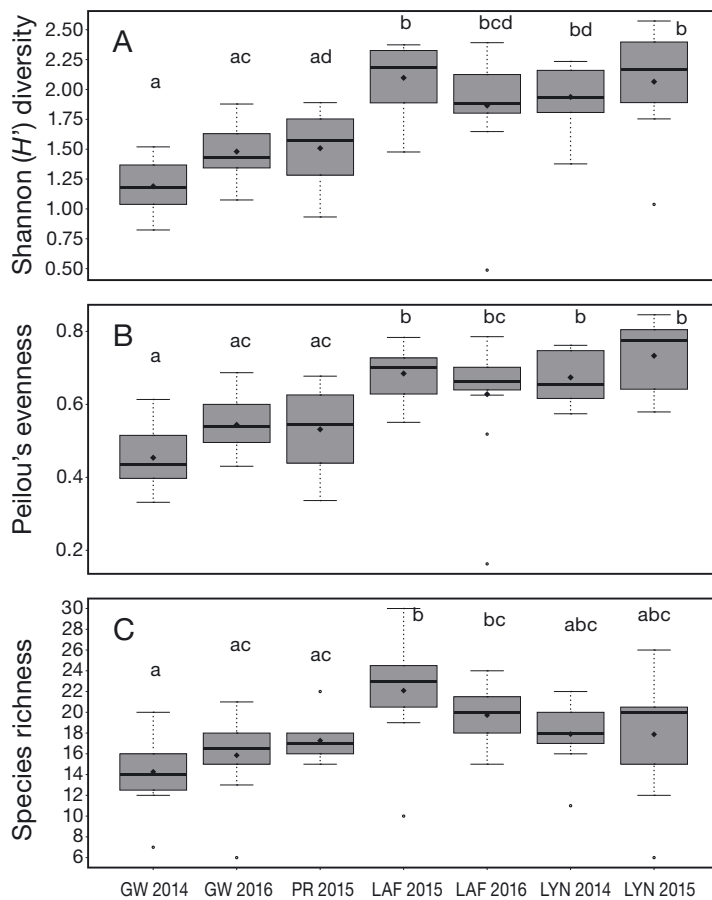 A
Shannon (H’) diversity
2.50
2.25
2.00
1.75
1.50
1.25
1.00
0.75
0.50
a
ac
ad
b
bcd
bd
b
B
Peilou’s evenness
0.8
0.6
0.4
0.2
a
ac
ac
b
bc
b
b
C
Species richness
30
28
26
24
22
20
18
16
14
12
10
8
6
a
ac
ac
b
bc
abc
abc
GW 2014 GW 2016 PR 2015 LAF 2015 LAF 2016 LYN 2014 LYN 2015